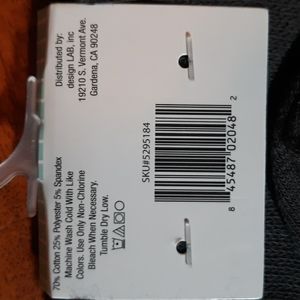 Distributed by:
design LAB, inc
19210 S. Vermont Ave.
Gardena, CA 90248
SKU#5295184
8 45487 02048 2
70% Cotton 25% Polyester 5% Spandex
Machine Wash Cold With Like
Colors. Use Only Non-Chlorine
Bleach When Necessary.
Tumble Dry Low.